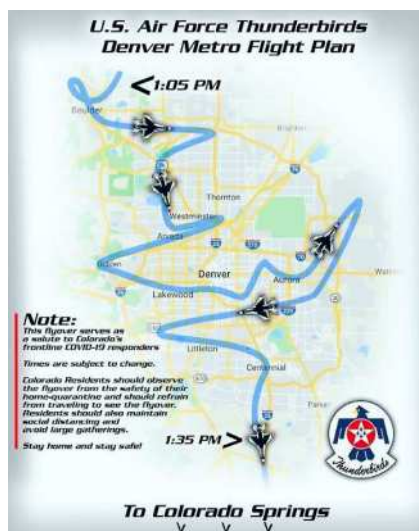 U.S. Air Force Thunderbirds
Denver Metro Flight Plan
<1:05 PM
Boulder
Brighton
Thornton
Westminster
Arvada
Golden
Denver
Aurora
Lakewood
Note:
This flyover serves as
a salute to Colorado's
frontline COVID-19 responders
Times are subject to change.
Colorado Residents should observe
the flyover from the safety of their
home-quarantine and should refrain
from traveling to see the flyover.
Residents should also maintain
social distancing and
avoid large gatherings.
Stay home and stay safe!
Littleton
Centennial
Parker
1:35 PM >
Thunderbirds
To Colorado Springs